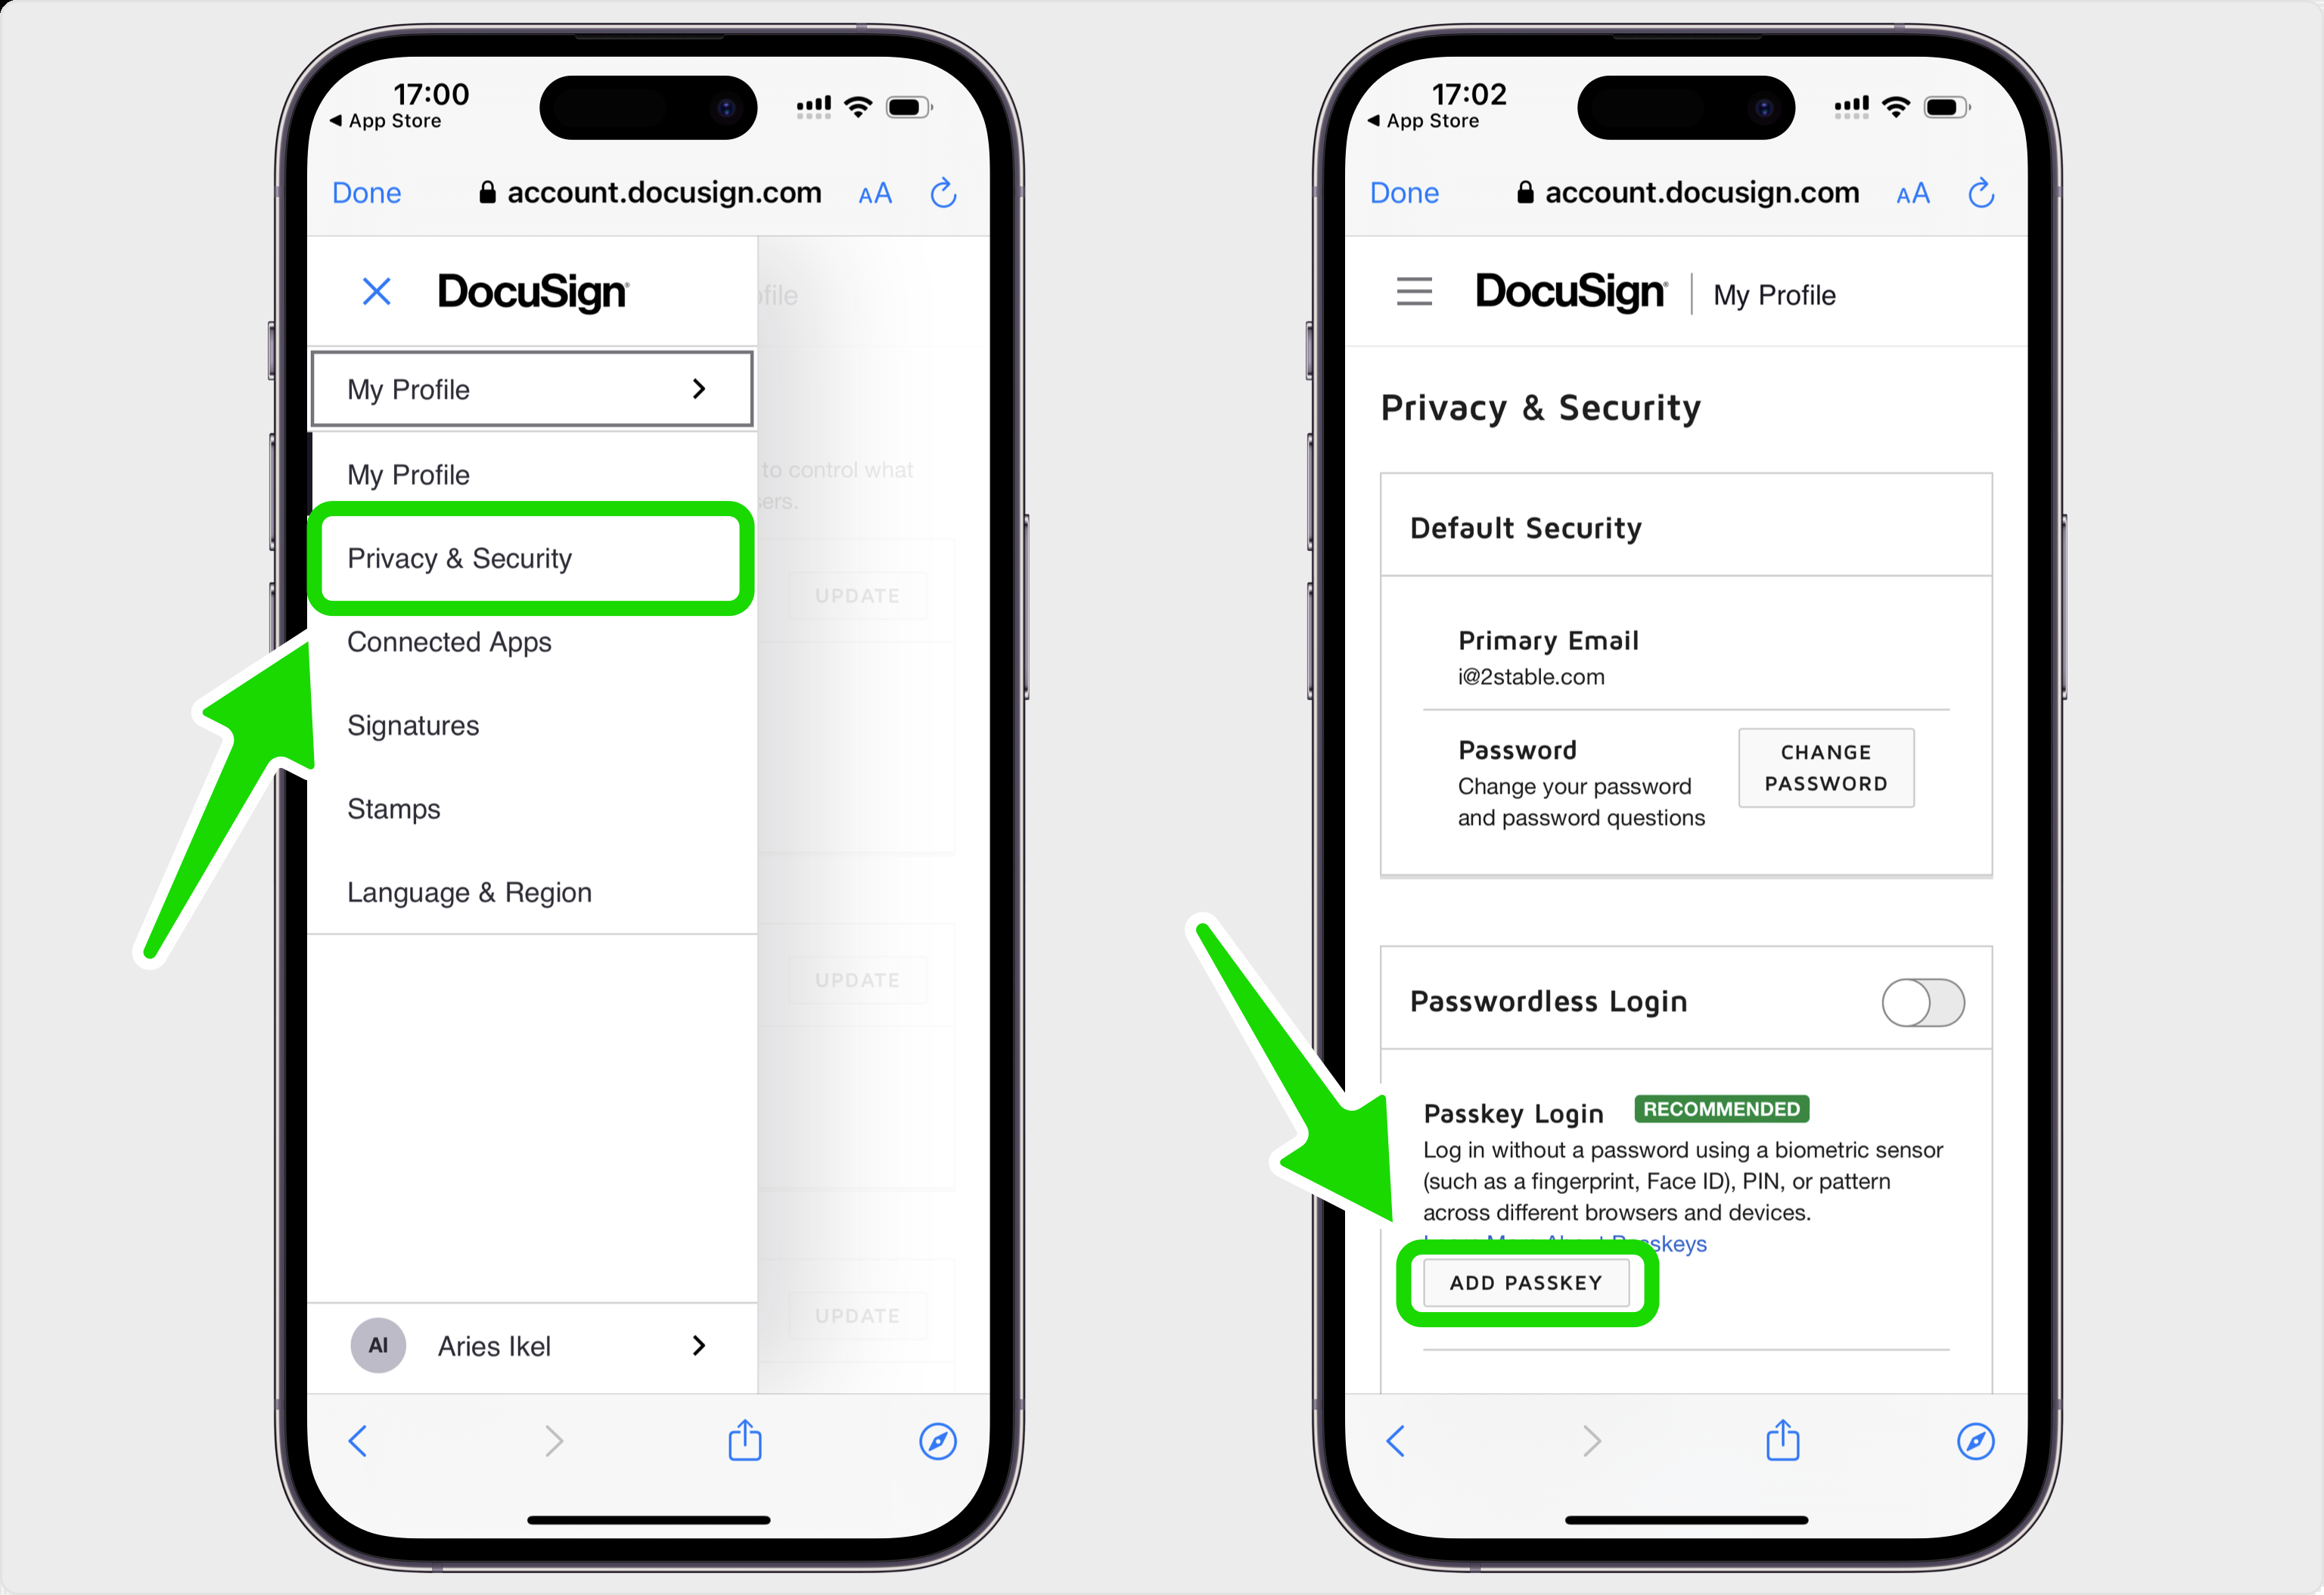 17:00
App Store
Done
account.docusign.com
AA
DocuSign
ofile
My Profile
My Profile
to control what
sers.
Privacy & Security
UPDATE
Connected Apps
Signatures
Stamps
Language & Region
UPDATE
UPDATE
AI
Aries Ikel
17:02
App Store
Done
account.docusign.com
AA
DocuSign
My Profile
Privacy & Security
Default Security
Primary Email
i@2stable.com
Password
Change your password
and password questions
CHANGE
PASSWORD
Passwordless Login
Passkey Login
RECOMMENDED
Log in without a password using a biometric sensor
(such as a fingerprint, Face ID), PIN, or pattern
across different browsers and devices.
Learn More About Passkeys
ADD PASSKEY